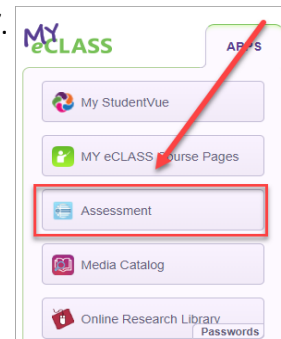 MY
eCLASS
APPS
My StudentVue
MY eCLASS Course Pages
Assessment
Media Catalog
Online Research Library
Passwords